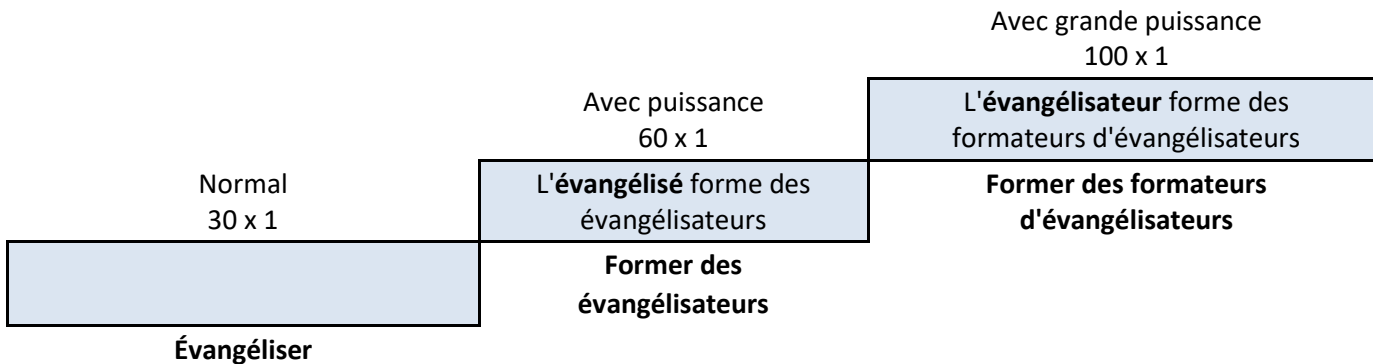 Normal
30 x 1
Évangéliser
Avec puissance
60 x 1
L'évangélisé forme des
évangélisateurs
Former des
évangélisateurs
Avec grande puissance
100 x 1
L'évangélisateur forme des
formateurs d'évangélisateurs
Former des formateurs
d'évangélisateurs